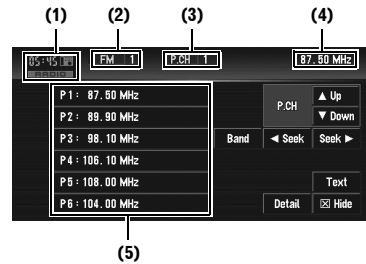 (1) (2) (3) (4)
05:45 FM 1 P.CH 1 87.50 MHz
RADIO
P1: 87.50 MHz
P2: 89.90 MHz
P3: 98.10 MHz
P4: 106.10 MHz
P5: 108.00 MHz
P6: 104.00 MHz
P.CH ▲ Up
▼ Down
Band ◄ Seek Seek ►
Text
Detail ☒ Hide
(5)